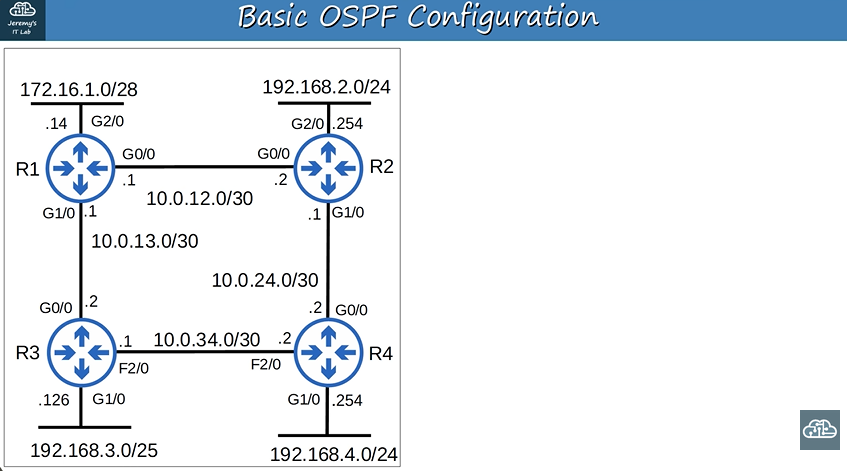 Jeremy's
IT Lab
Basic OSPF Configuration
172.16.1.0/28
192.168.2.0/24
.14
G2/0
G2/0
.254
R1
G0/0
G0/0
R2
.1
.2
10.0.12.0/30
G1/0
.1
.1
G1/0
10.0.13.0/30
10.0.24.0/30
G0/0
.2
.2
G0/0
R3
.1
10.0.34.0/30
.2
R4
F2/0
F2/0
.126
G1/0
G1/0
.254
192.168.3.0/25
192.168.4.0/24